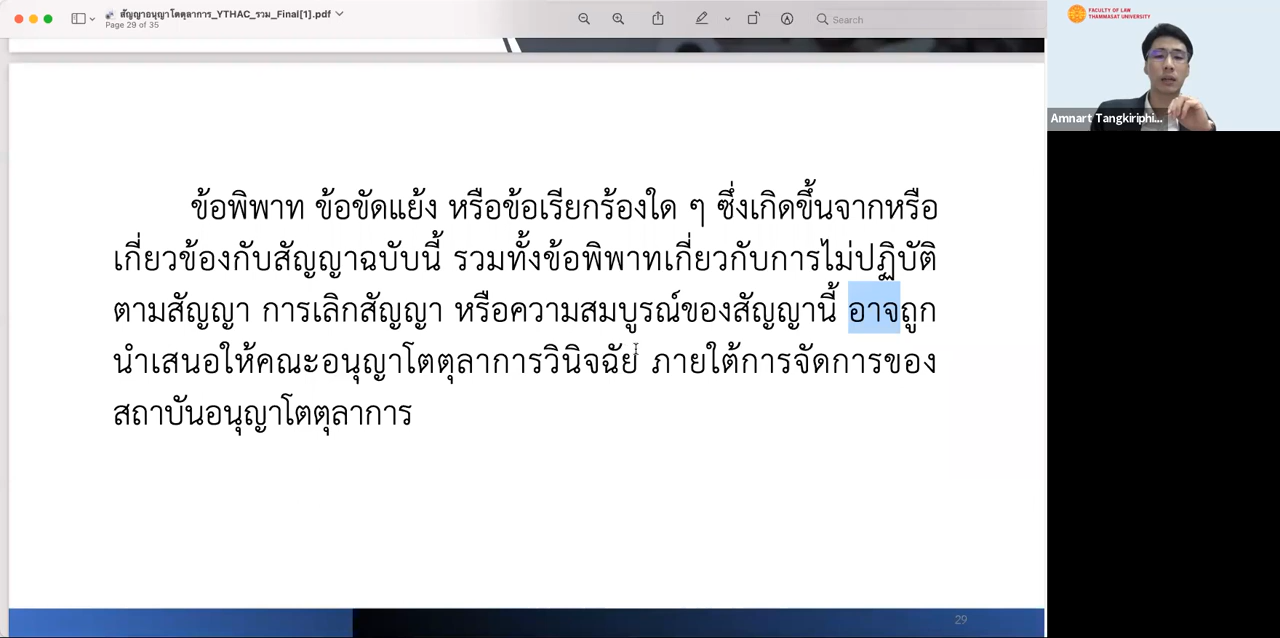 สัญญาอนุญาโตตุลาการ_YTHAC_รวม_Final[1].pdf
Page 29 of 35
Search
FACULTY OF LAW
THAMMASAT UNIVERSITY
Amnart Tangkiriphi...
ข้อพิพาท ข้อขัดแย้ง หรือข้อเรียกร้องใด ๆ ซึ่งเกิดขึ้นจากหรือ
เกี่ยวข้องกับสัญญาฉบับนี้ รวมทั้งข้อพิพาทเกี่ยวกับการไม่ปฏิบัติ
ตามสัญญา การเลิกสัญญา หรือความสมบูรณ์ของสัญญานี้ อาจถูก
นำเสนอให้คณะอนุญาโตตุลาการวินิจฉัย ภายใต้การจัดการของ
สถาบันอนุญาโตตุลาการ
29